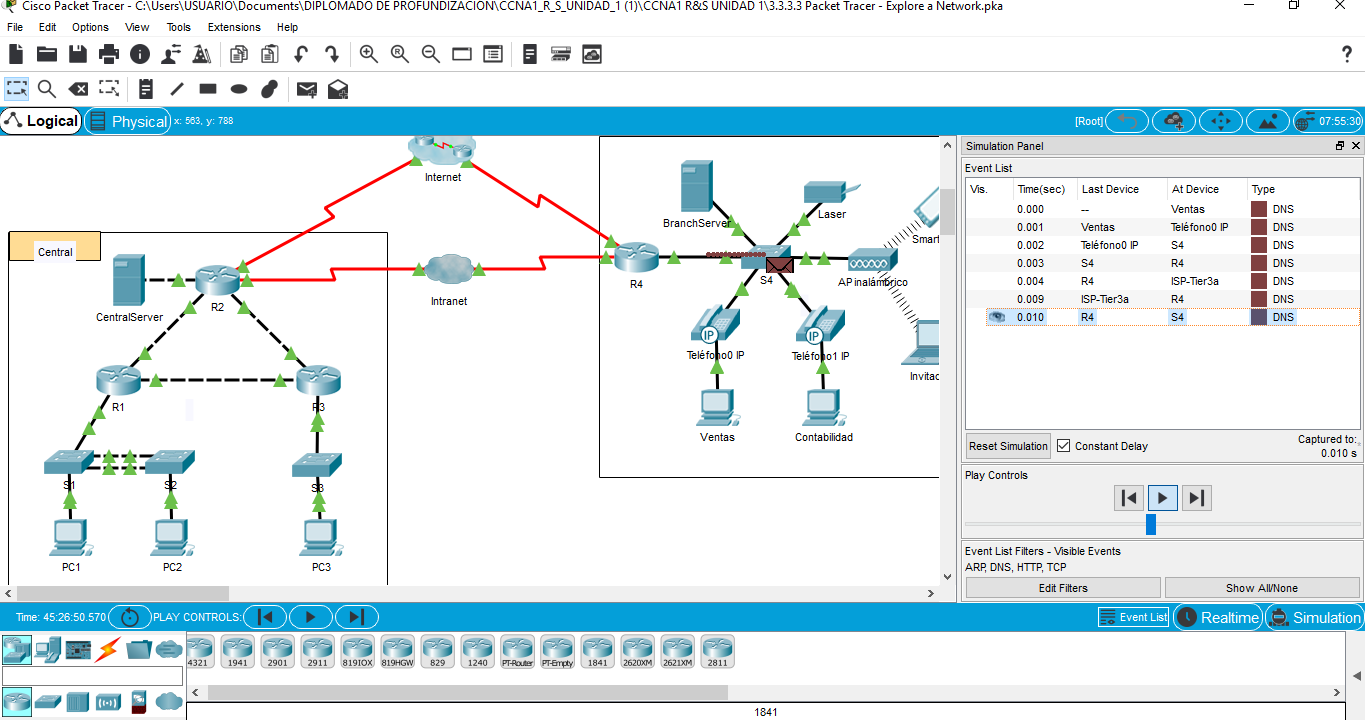 Cisco Packet Tracer - C:\Users\USUARIO\Documents\DIPLOMADO DE PROFUNDIZACION\CCNA1_R_S_UNIDAD_1 (1)\CCNA1 R&S UNIDAD 1\3.3.3.3 Packet Tracer - Explore a Network.pka
File Edit Options View Tools Extensions Help
?
Logical Physical x: 563, y: 788 [Root] 07:55:30
Simulation Panel
Event List
Vis. Time(sec) Last Device At Device Type
0.000 -- Ventas DNS
0.001 Ventas Teléfono0 IP DNS
0.002 Teléfono0 IP S4 DNS
0.003 S4 R4 DNS
0.004 R4 ISP-Tier3a DNS
0.009 ISP-Tier3a R4 DNS
0.010 R4 S4 DNS
Reset Simulation Constant Delay Captured to:
0.010 s
Play Controls
Event List Filters - Visible Events
ARP, DNS, HTTP, TCP
Edit Filters Show All/None
Internet
Central
CentralServer
R2
Intranet
R1
R3
S1
S2
S3
PC1
PC2
PC3
BranchServer
Laser
Smart
R4
S4
AP inalámbrico
IP
Teléfono0 IP
IP
Teléfono1 IP
Invitac
Ventas
Contabilidad
Time: 45:26:50.570 PLAY CONTROLS: Event List Realtime Simulation
4321 1941 2901 2911 819IOX 819HGW 829 1240 PT-Router PT-Empty 1841 2620XM 2621XM 2811
1841